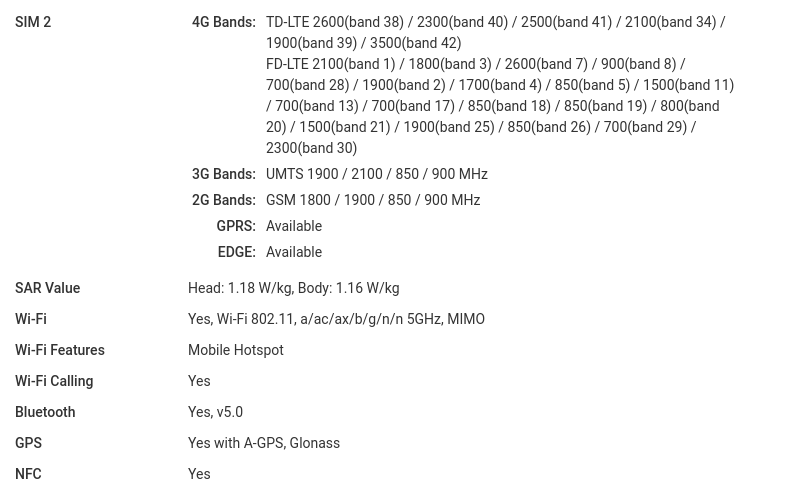 SIM 2 4G Bands: TD-LTE 2600(band 38) / 2300(band 40) / 2500(band 41) / 2100(band 34) /
1900(band 39) / 3500(band 42)
FD-LTE 2100(band 1) / 1800(band 3) / 2600(band 7) / 900(band 8) /
700(band 28) / 1900(band 2) / 1700(band 4) / 850(band 5) / 1500(band 11)
/ 700(band 13) / 700(band 17) / 850(band 18) / 850(band 19) / 800(band
20) / 1500(band 21) / 1900(band 25) / 850(band 26) / 700(band 29) /
2300(band 30)
3G Bands: UMTS 1900 / 2100 / 850 / 900 MHz
2G Bands: GSM 1800 / 1900 / 850 / 900 MHz
GPRS: Available
EDGE: Available
SAR Value Head: 1.18 W/kg, Body: 1.16 W/kg
Wi-Fi Yes, Wi-Fi 802.11, a/ac/ax/b/g/n/n 5GHz, MIMO
Wi-Fi Features Mobile Hotspot
Wi-Fi Calling Yes
Bluetooth Yes, v5.0
GPS Yes with A-GPS, Glonass
NFC Yes